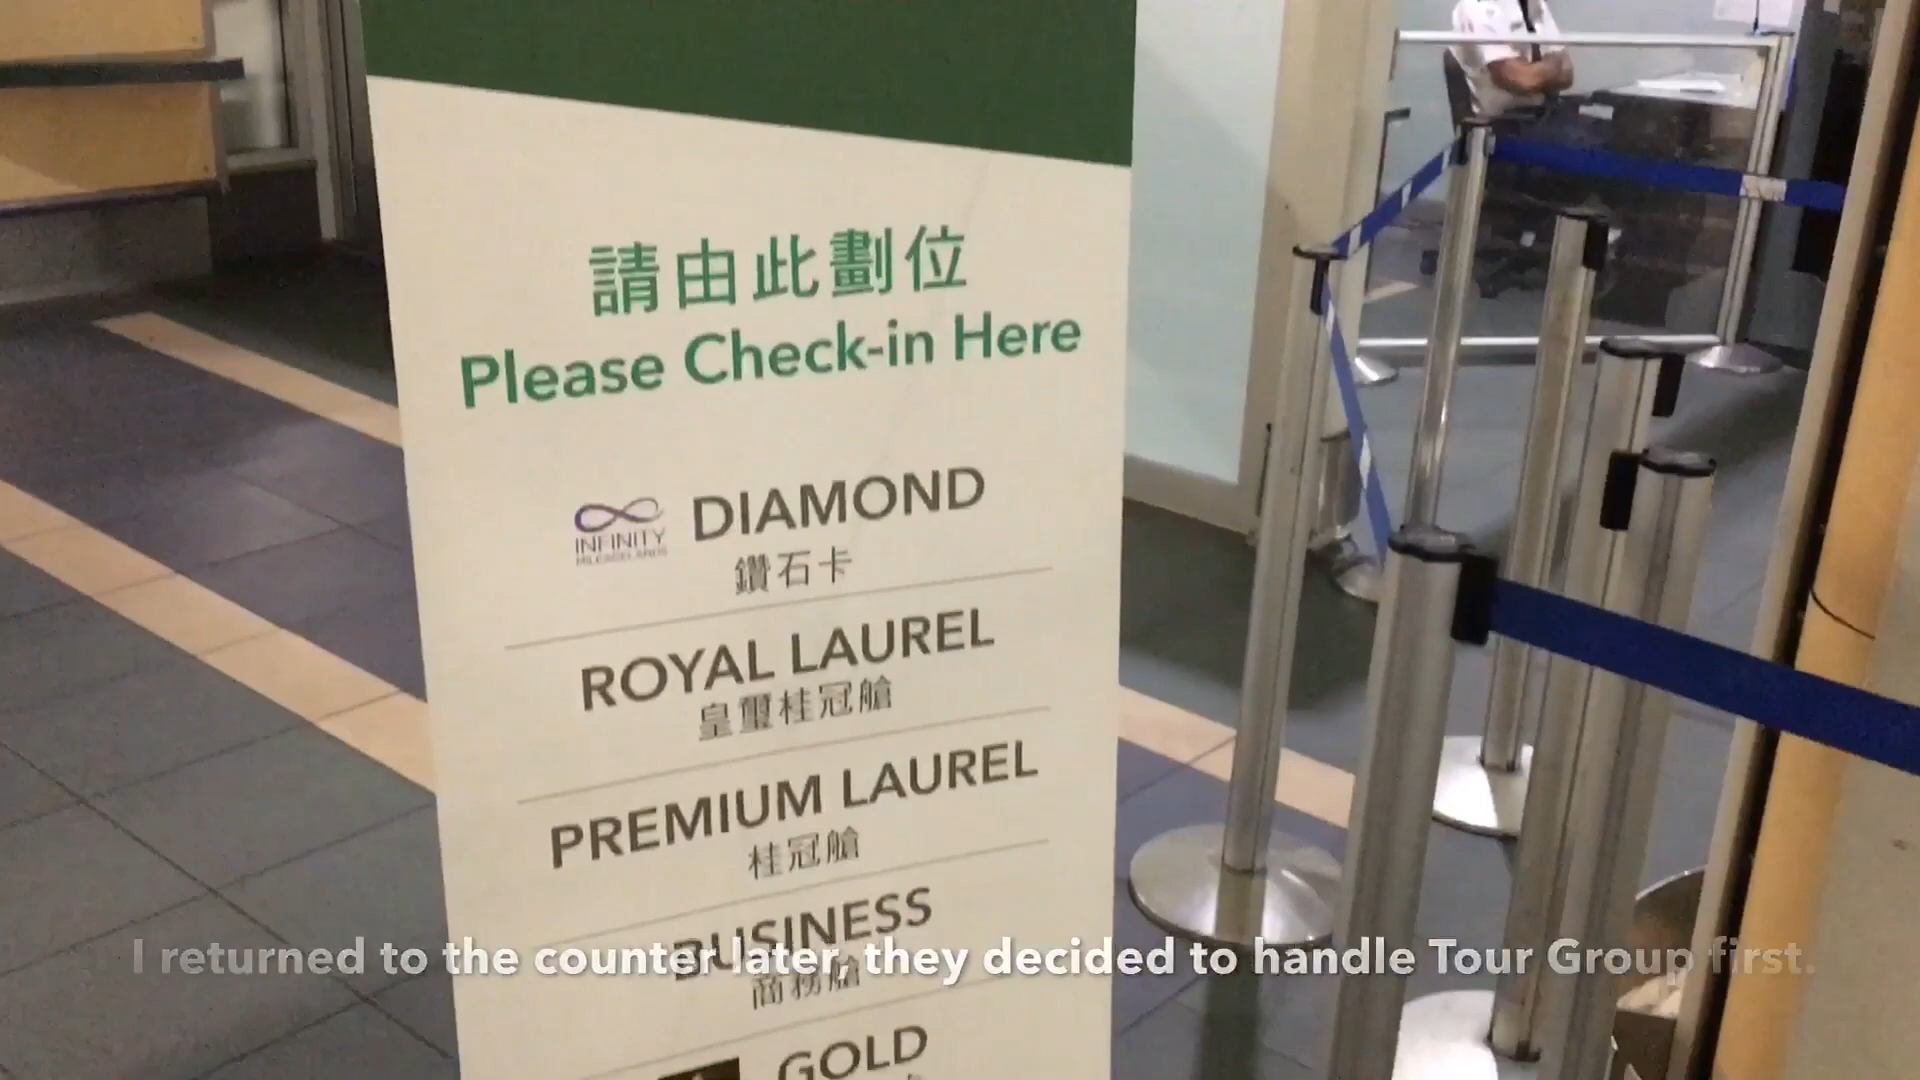 請由此劃位
Please Check-in Here
INFINITY
MILEAGELANDS
DIAMOND
鑽石卡
ROYAL LAUREL
皇璽桂冠艙
PREMIUM LAUREL
桂冠艙
BUSINESS
商務艙
I returned to the counter later, they decided to handle Tour Group first.
GOLD